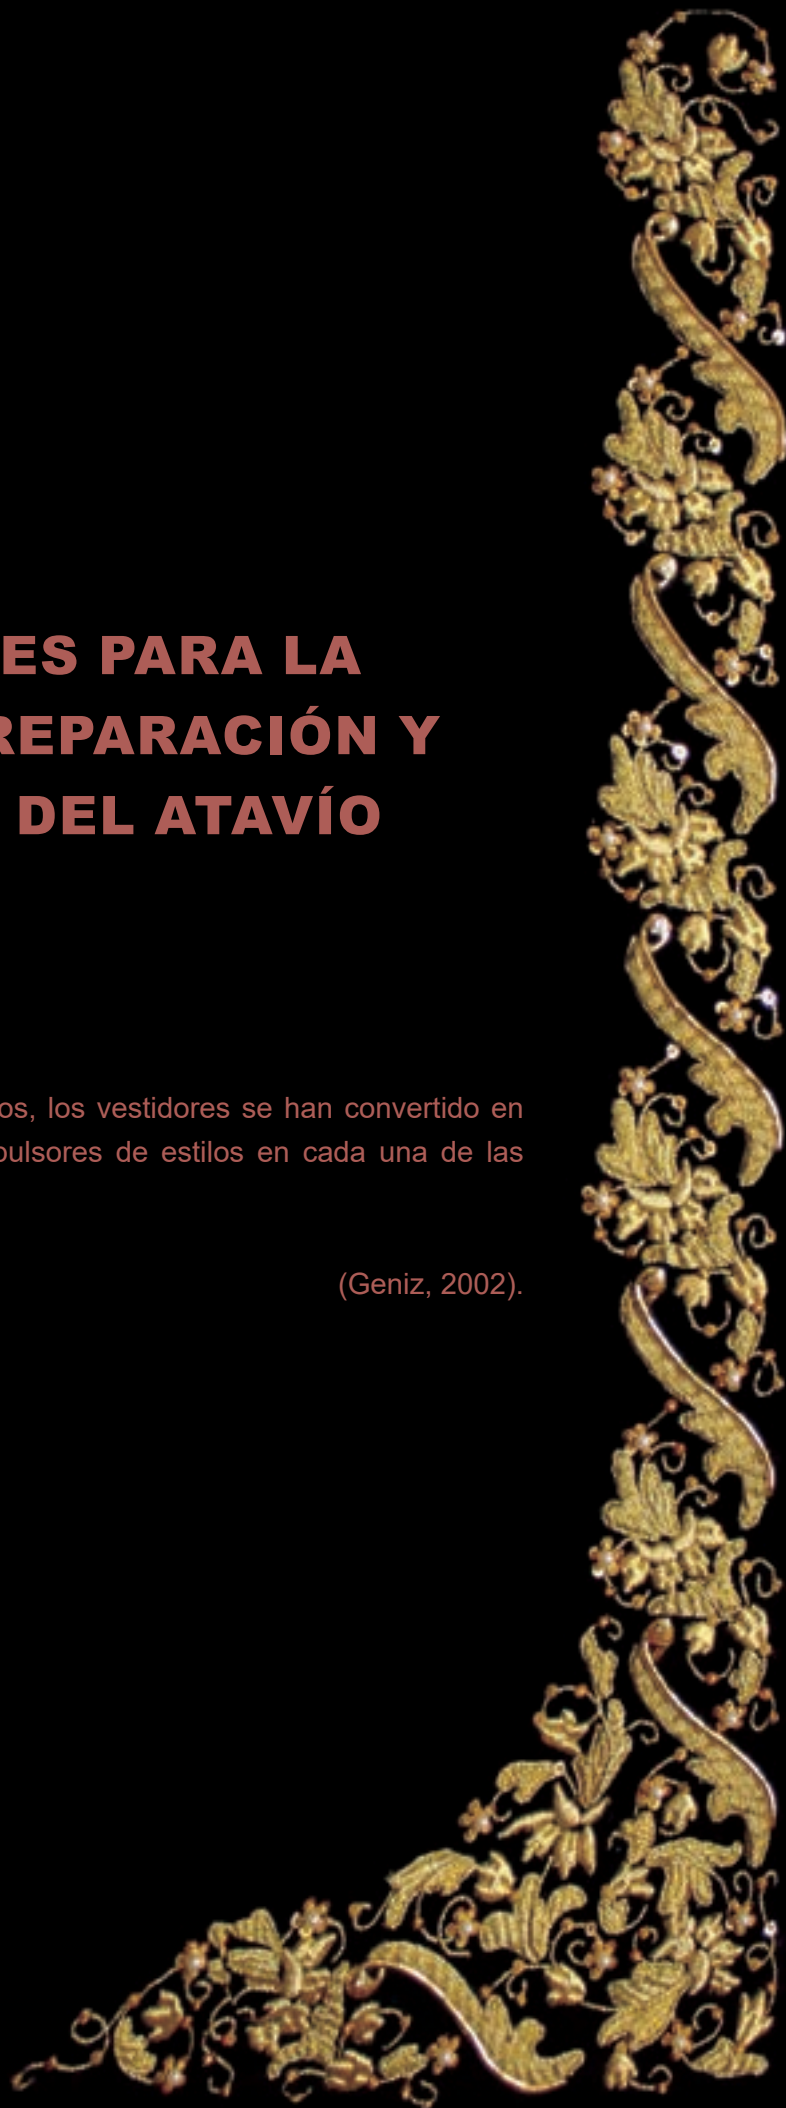 ES PARA LA
REPARACIÓN Y
DEL ATAVÍO
os, los vestidores se han convertido en
pulsores de estilos en cada una de las
(Geniz, 2002).